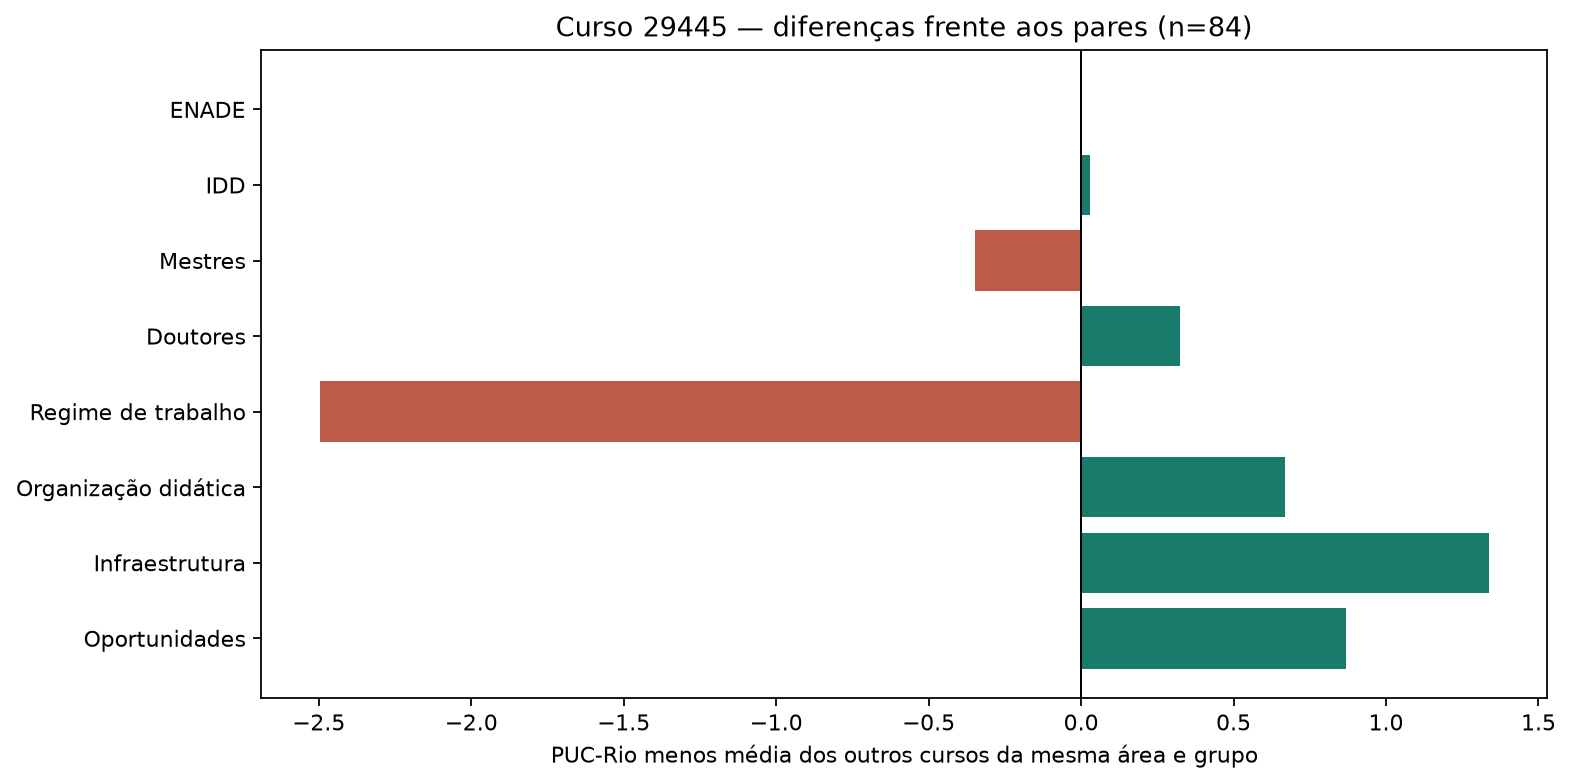 Curso 29445 — diferenças frente aos pares (n=84)
ENADE
IDD
Mestres
Doutores
Regime de trabalho
Organização didática
Infraestrutura
Oportunidades
−2.5 −2.0 −1.5 −1.0 −0.5 0.0 0.5 1.0 1.5
PUC-Rio menos média dos outros cursos da mesma área e grupo